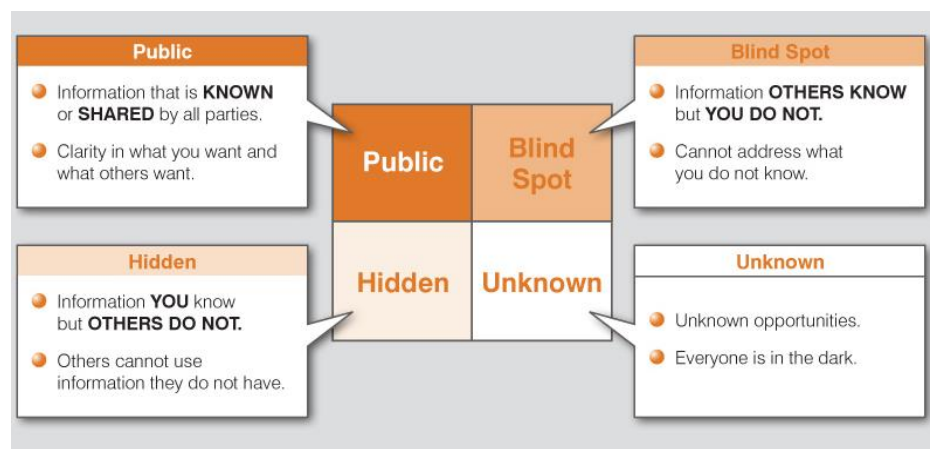 Public
Information that is KNOWN
or SHARED by all parties.
Clarity in what you want and
what others want.
Blind Spot
Information OTHERS KNOW
but YOU DO NOT.
Cannot address what
you do not know.
Public
Blind
Spot
Hidden
Unknown
Hidden
Information YOU know
but OTHERS DO NOT.
Others cannot use
information they do not have.
Unknown
Unknown opportunities.
Everyone is in the dark.